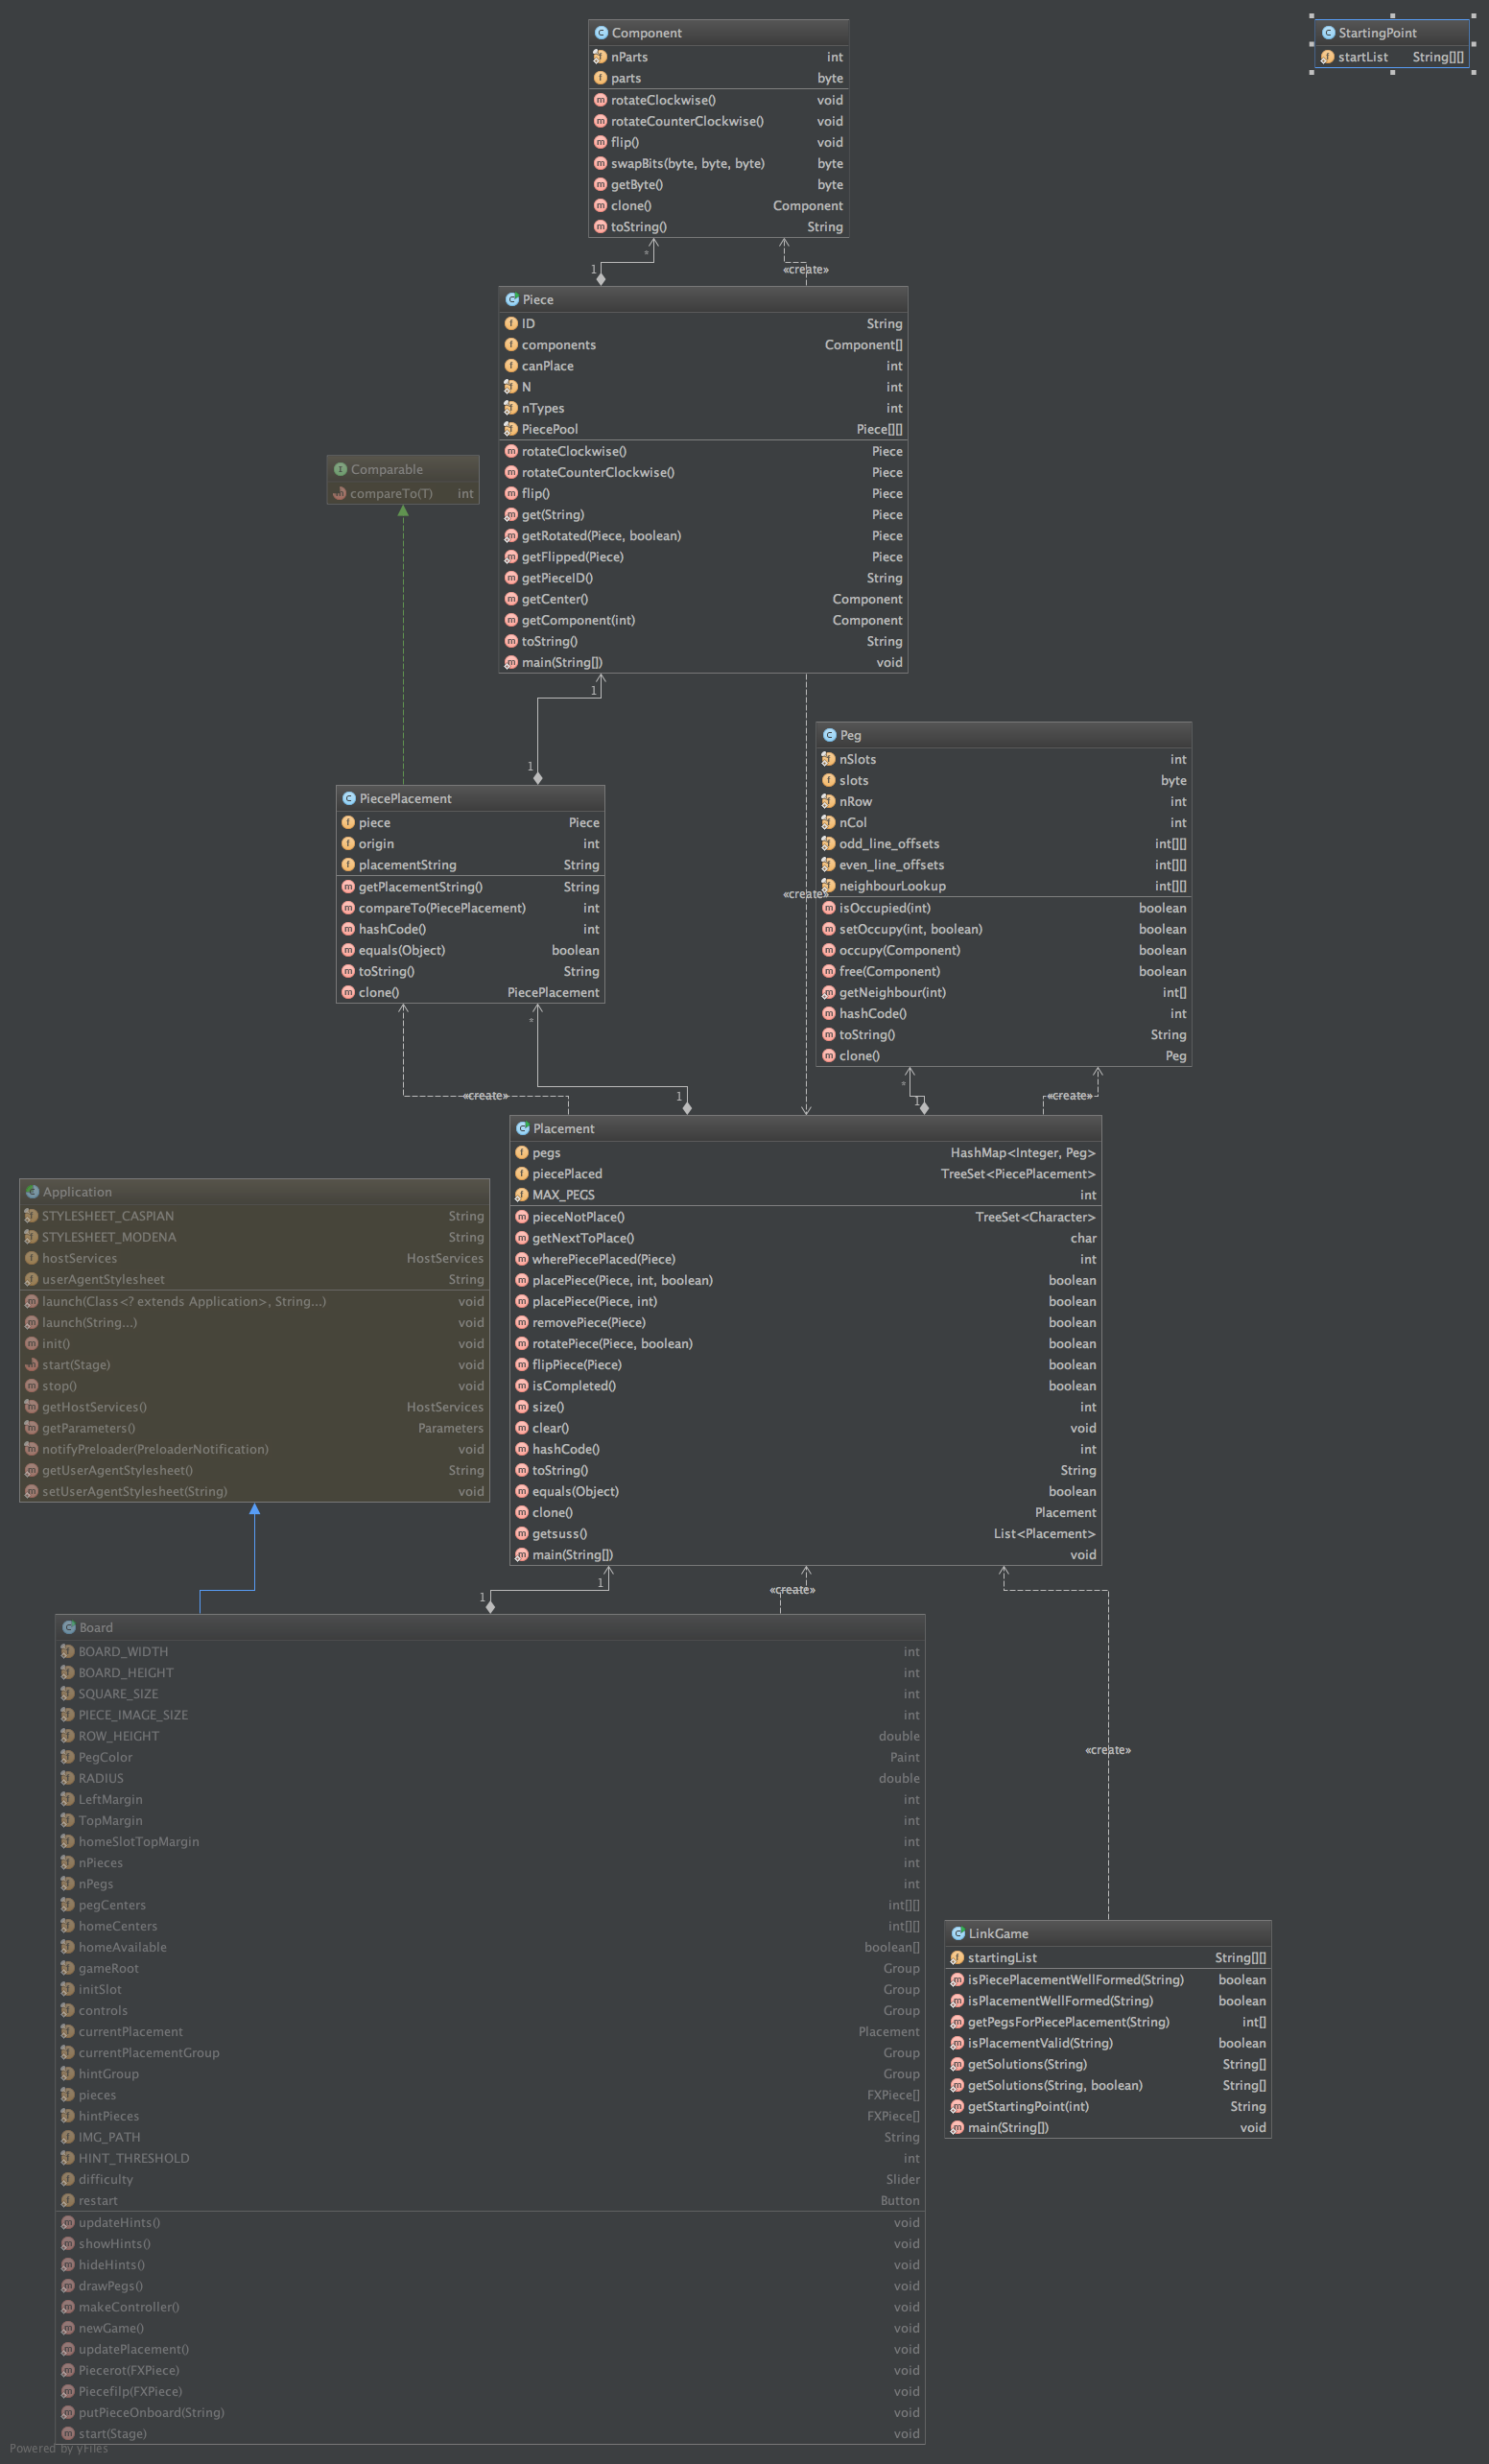 Component
nParts int
parts byte
rotateClockwise() void
rotateCounterClockwise() void
flip() void
swapBits(byte, byte, byte) byte
getByte() byte
clone() Component
toString() String
StartingPoint
startList String[][]
*
1
«create»
Piece
ID String
components Component[]
canPlace int
N int
nTypes int
PiecePool Piece[][]
rotateClockwise() Piece
rotateCounterClockwise() Piece
flip() Piece
get(String) Piece
getRotated(Piece, boolean) Piece
getFlipped(Piece) Piece
getPieceID() String
getCenter() Component
getComponent(int) Component
toString() String
main(String[]) void
Comparable
compareTo(T) int
1
1
«create»
PiecePlacement
piece Piece
origin int
placementString String
getPlacementString() String
compareTo(PiecePlacement) int
hashCode() int
equals(Object) boolean
toString() String
clone() PiecePlacement
Peg
nSlots int
slots byte
nRow int
nCol int
odd_line_offsets int[][]
even_line_offsets int[][]
neighbourLookup int[][]
isOccupied(int) boolean
setOccupy(int, boolean) boolean
occupy(Component) boolean
free(Component) boolean
getNeighbour(int) int[]
hashCode() int
toString() String
clone() Peg
*
«create»
1
*
1
«create»
Placement
pegs HashMap<Integer, Peg>
piecePlaced TreeSet<PiecePlacement>
MAX_PEGS int
pieceNotPlace() TreeSet<Character>
getNextToPlace() char
wherePiecePlaced(Piece) int
placePiece(Piece, int, boolean) boolean
placePiece(Piece, int) boolean
removePiece(Piece) boolean
rotatePiece(Piece, boolean) boolean
flipPiece(Piece) boolean
isCompleted() boolean
size() int
clear() void
hashCode() int
toString() String
equals(Object) boolean
clone() Placement
getsuss() List<Placement>
main(String[]) void
Application
STYLESHEET_CASPIAN String
STYLESHEET_MODENA String
hostServices HostServices
userAgentStylesheet String
launch(Class<? extends Application>, String...) void
launch(String...) void
init() void
start(Stage) void
stop() void
getHostServices() HostServices
getParameters() Parameters
notifyPreloader(PreloaderNotification) void
getUserAgentStylesheet() String
setUserAgentStylesheet(String) void
1
1
«create»
«create»
Board
BOARD_WIDTH int
BOARD_HEIGHT int
SQUARE_SIZE int
PIECE_IMAGE_SIZE int
ROW_HEIGHT double
PegColor Paint
RADIUS double
LeftMargin int
TopMargin int
homeSlotTopMargin int
nPieces int
nPegs int
pegCenters int[][]
homeCenters int[][]
homeAvailable boolean[]
gameRoot Group
initSlot Group
controls Group
currentPlacement Placement
currentPlacementGroup Group
hintGroup Group
pieces FXPiece[]
hintPieces FXPiece[]
IMG_PATH String
HINT_THRESHOLD int
difficulty Slider
restart Button
updateHints() void
showHints() void
hideHints() void
drawPegs() void
makeController() void
newGame() void
updatePlacement() void
Piecerot(FXPiece) void
Piecefilp(FXPiece) void
putPieceOnboard(String) void
start(Stage) void
LinkGame
startingList String[][]
isPiecePlacementWellFormed(String) boolean
isPlacementWellFormed(String) boolean
getPegsForPiecePlacement(String) int[]
isPlacementValid(String) boolean
getSolutions(String) String[]
getSolutions(String, boolean) String[]
getStartingPoint(int) String
main(String[]) void
Powered by yFiles